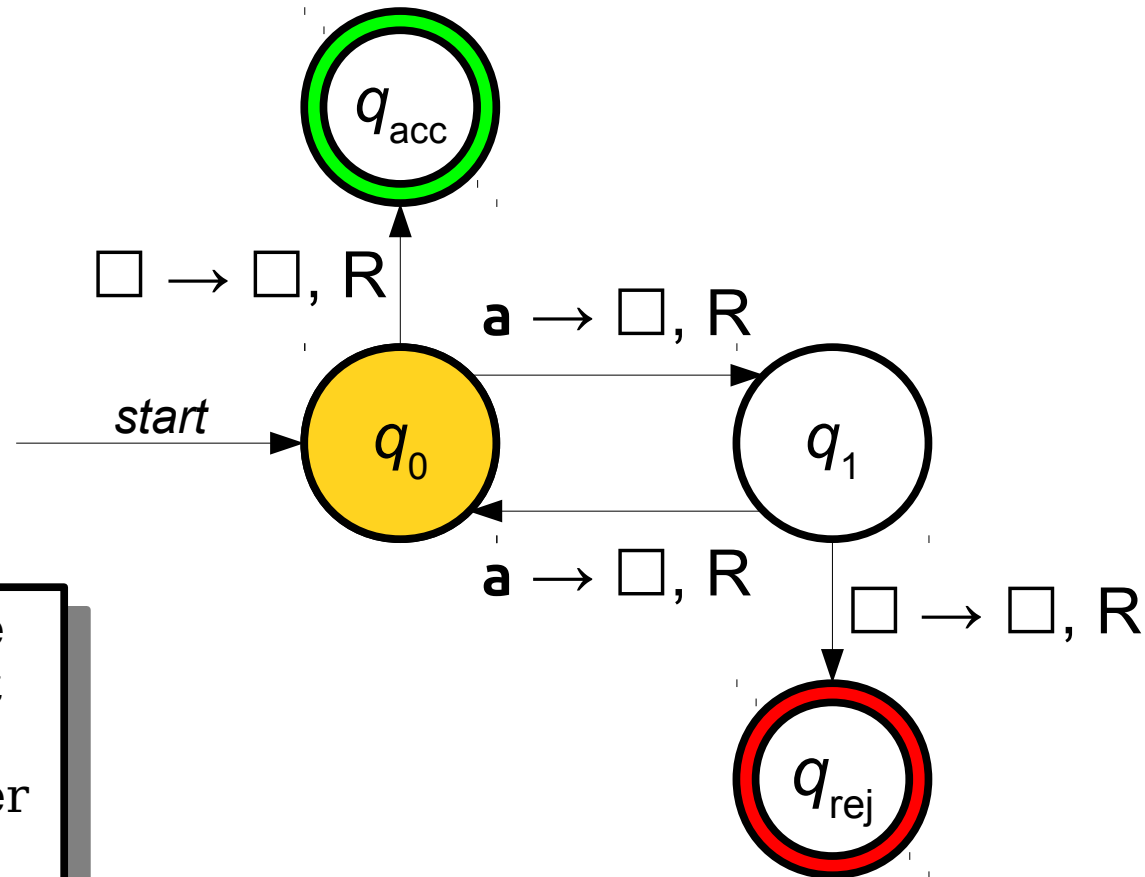 q_acc
□ → □, R
a → □, R
start
q_0
q_1
a → □, R
□ → □, R
q_rej